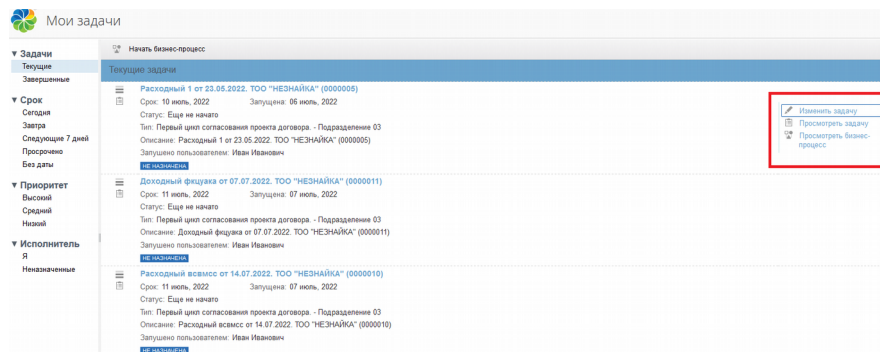 Мои задачи
▼ Задачи
Текущие
Завершенные
▼ Срок
Сегодня
Завтра
Следующие 7 дней
Просрочено
Без даты
▼ Приоритет
Высокий
Средний
Низкий
▼ Исполнитель
Я
Неназначенные
Начать бизнес-процесс
Текущие задачи
Расходный 1 от 23.05.2022. ТОО "НЕЗНАЙКА" (0000005)
Срок: 10 июль, 2022 Запущена: 06 июль, 2022
Статус: Еще не начато
Тип: Первый цикл согласования проекта договора. - Подразделение 03
Описание: Расходный 1 от 23.05.2022. ТОО "НЕЗНАЙКА" (0000005)
Запушено пользователем: Иван Иванович
НЕ НАЗНАЧЕНА
Изменить задачу
Просмотреть задачу
Просмотреть бизнес-
процесс
Доходный фкцуака от 07.07.2022. ТОО "НЕЗНАЙКА" (0000011)
Срок: 11 июль, 2022 Запущена: 07 июль, 2022
Статус: Еще не начато
Тип: Первый цикл согласования проекта договора. - Подразделение 03
Описание: Доходный фкцуака от 07.07.2022. ТОО "НЕЗНАЙКА" (0000011)
Запушено пользователем: Иван Иванович
НЕ НАЗНАЧЕНА
Расходный всвмсс от 14.07.2022. ТОО "НЕЗНАЙКА" (0000010)
Срок: 11 июль, 2022 Запущена: 07 июль, 2022
Статус: Еще не начато
Тип: Первый цикл согласования проекта договора. - Подразделение 03
Описание: Расходный всвмсс от 14.07.2022. ТОО "НЕЗНАЙКА" (0000010)
Запушено пользователем: Иван Иванович
НЕ НАЗНАЧЕНА